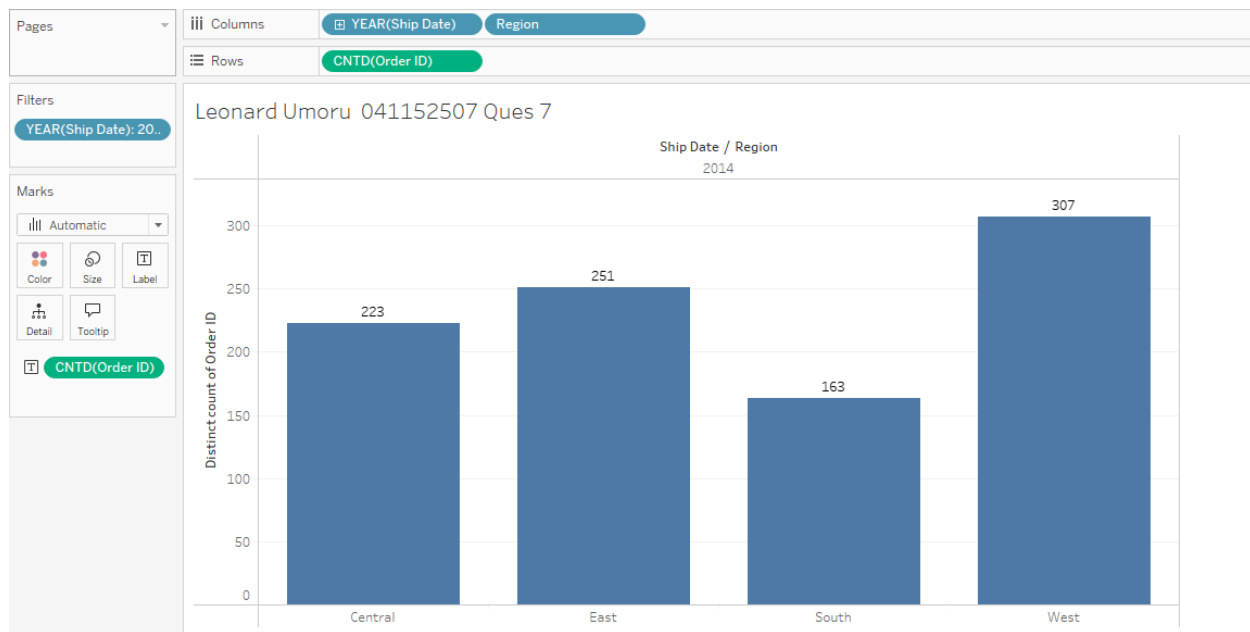 Pages
Columns
YEAR(Ship Date) Region
Rows
CNTD(Order ID)
Filters
YEAR(Ship Date): 20..
Marks
Automatic
Color Size Label
Detail Tooltip
T CNTD(Order ID)
Leonard Umoru 041152507 Ques 7
Ship Date / Region
2014
Distinct count of Order ID
300
250
200
150
100
50
0
223
251
163
307
Central East South West